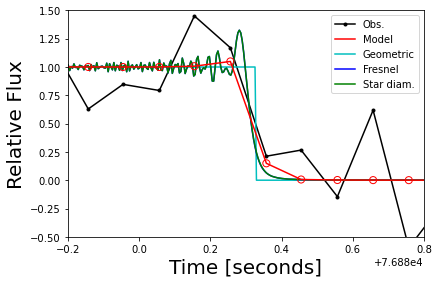 1.50
1.25
1.00
0.75
0.50
0.25
0.00
−0.25
−0.50
Relative Flux
Obs.
Model
Geometric
Fresnel
Star diam.
−0.2 0.0 0.2 0.4 0.6 0.8
+7.688e4
Time [seconds]